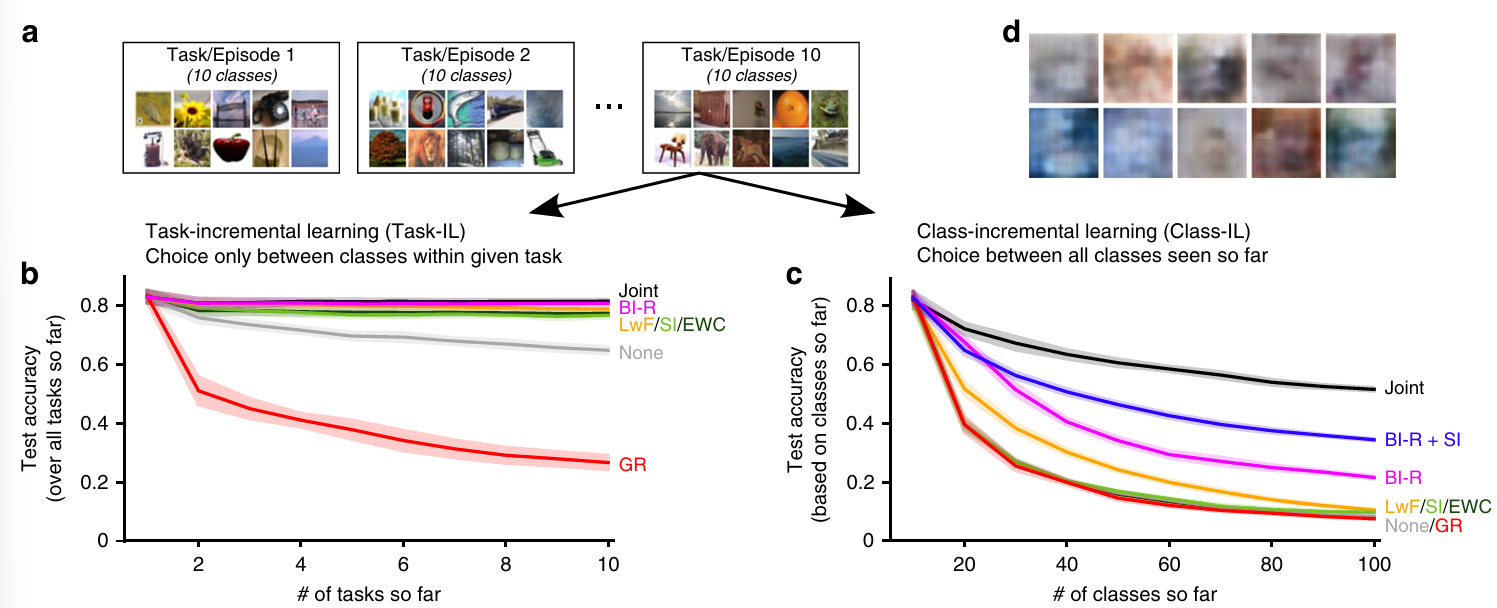 a
Task/Episode 1
(10 classes)
Task/Episode 2
(10 classes)
...
Task/Episode 10
(10 classes)
d
Task-incremental learning (Task-IL)
Choice only between classes within given task
b
Test accuracy
(over all tasks so far)
0.8
0.6
0.4
0.2
0
2
4
6
8
10
# of tasks so far
Joint
BI-R
LwF/SI/EWC
None
GR
Class-incremental learning (Class-IL)
Choice between all classes seen so far
c
Test accuracy
(based on classes so far)
0.8
0.6
0.4
0.2
0
20
40
60
80
100
# of classes so far
Joint
BI-R + SI
BI-R
LwF/SI/EWC
None/GR